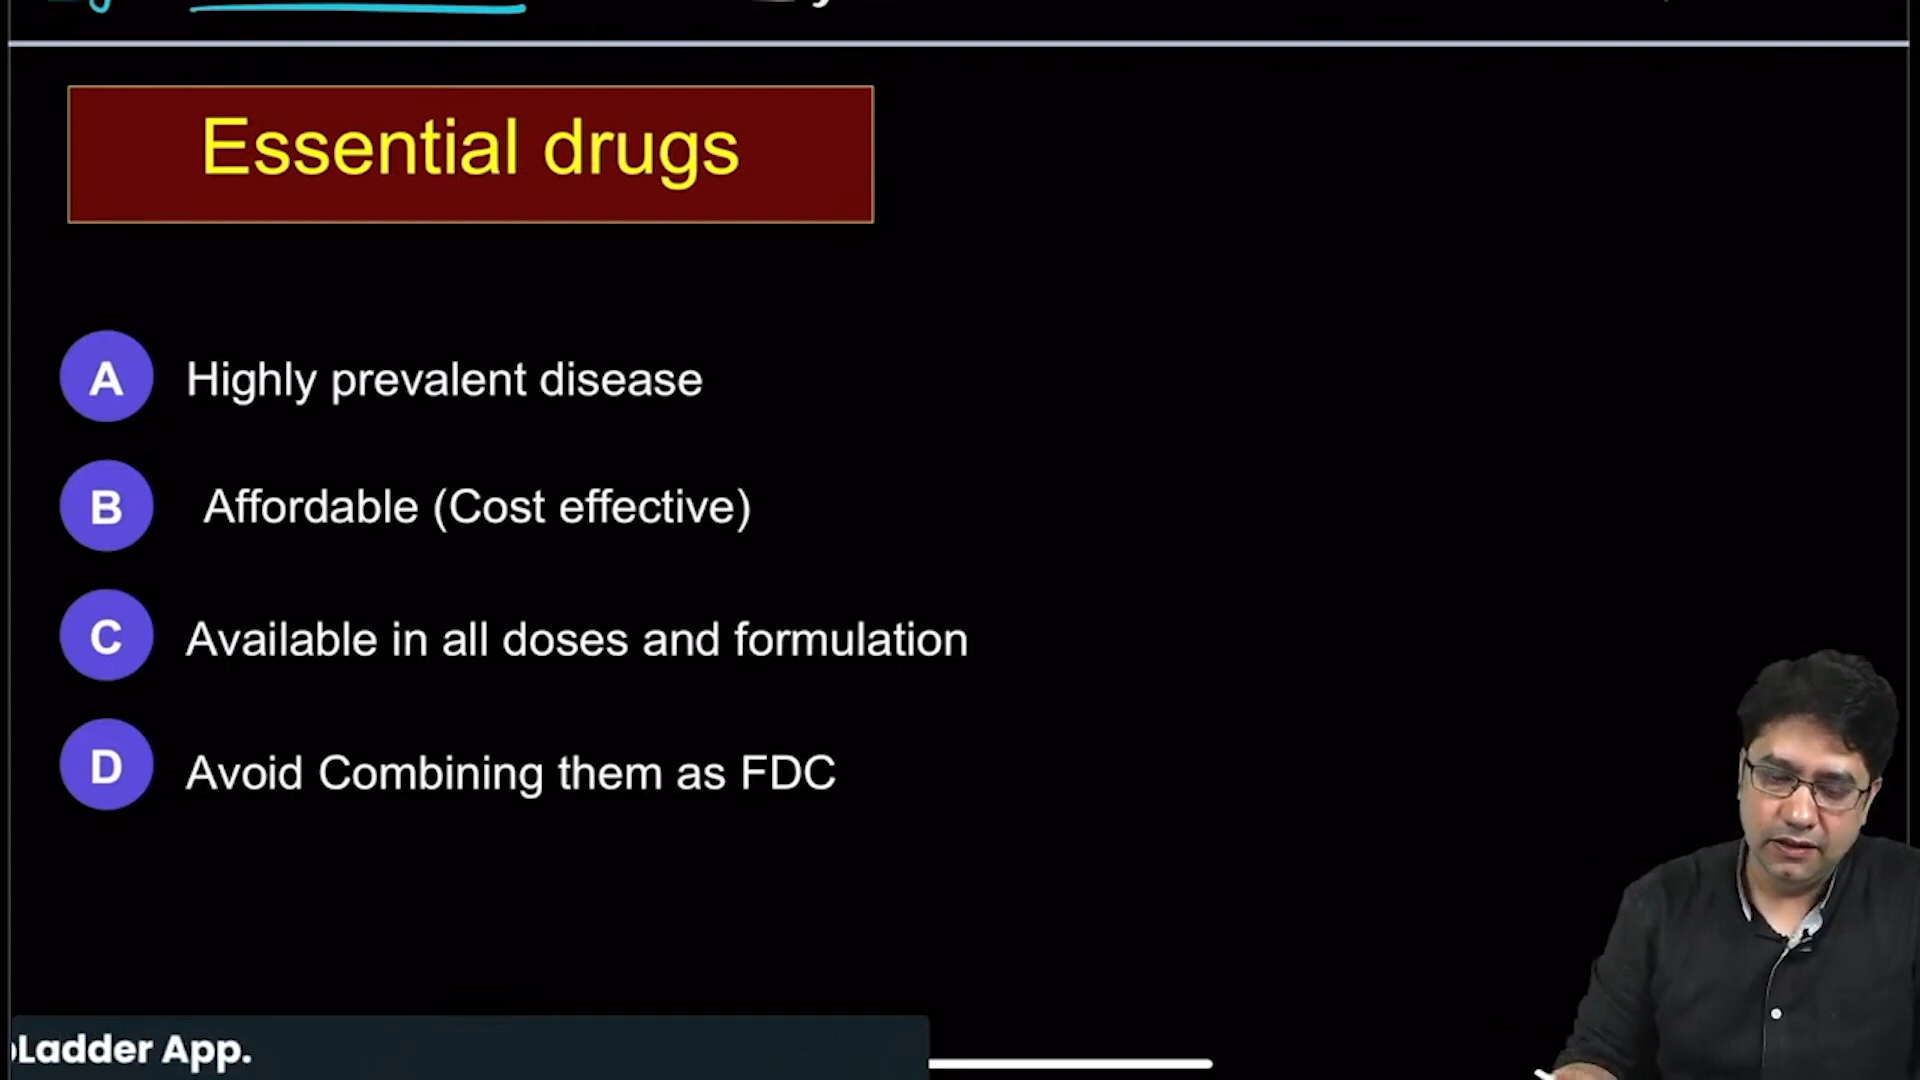 Essential drugs
A Highly prevalent disease
B Affordable (Cost effective)
C Available in all doses and formulation
D Avoid Combining them as FDC
Ladder App.